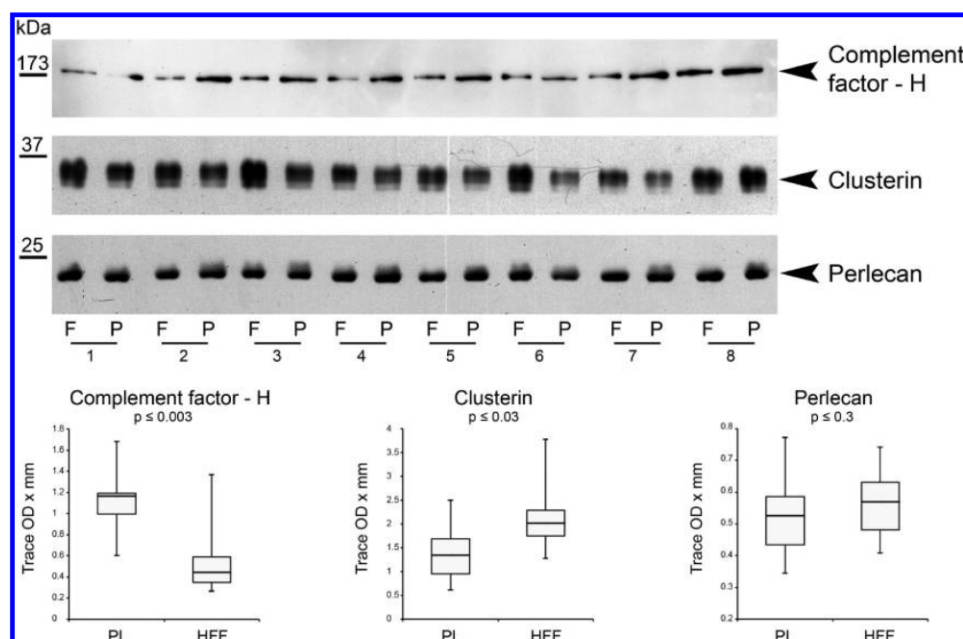 kDa
173
Complement
factor - H
37
Clusterin
25
Perlecan
F P F P F P F P F P F P F P F P
1 2 3 4 5 6 7 8
Complement factor - H
p ≤ 0.003
Trace OD x mm
1.8
1.6
1.4
1.2
1
0.8
0.6
0.4
0.2
0
Clusterin
p ≤ 0.03
Trace OD x mm
4
3.5
3
2.5
2
1.5
1
0.5
0
Perlecan
p ≤ 0.3
Trace OD x mm
0.8
0.7
0.6
0.5
0.4
0.3
0.2